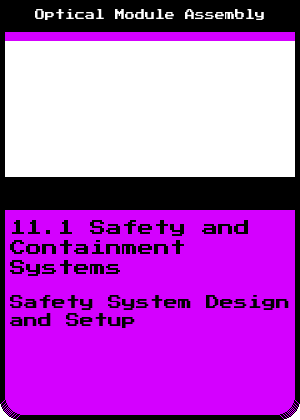 Optical Module Assembly
11.1 Safety and
Containment
Systems
Safety System Design
and Setup